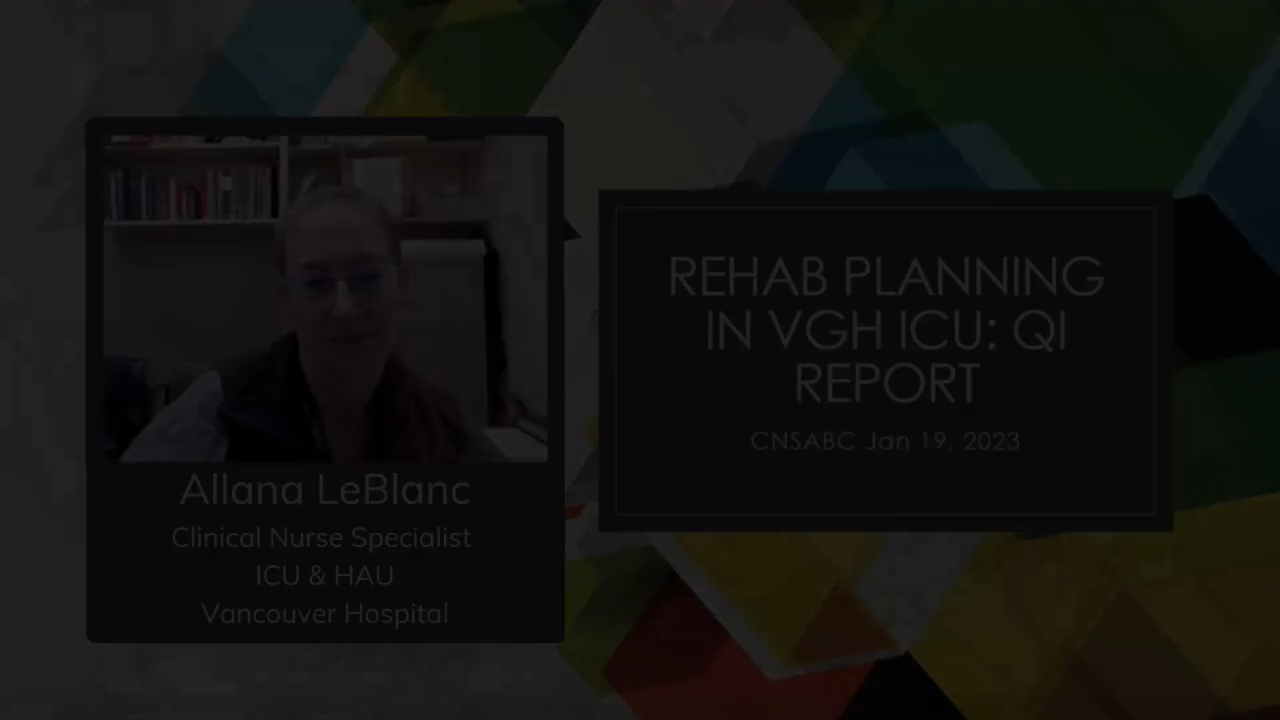 Allana LeBlanc
Clinical Nurse Specialist
ICU & HAU
Vancouver Hospital
REHAB PLANNING
IN VGH ICU: QI
REPORT
CNSABC Jan 19, 2023